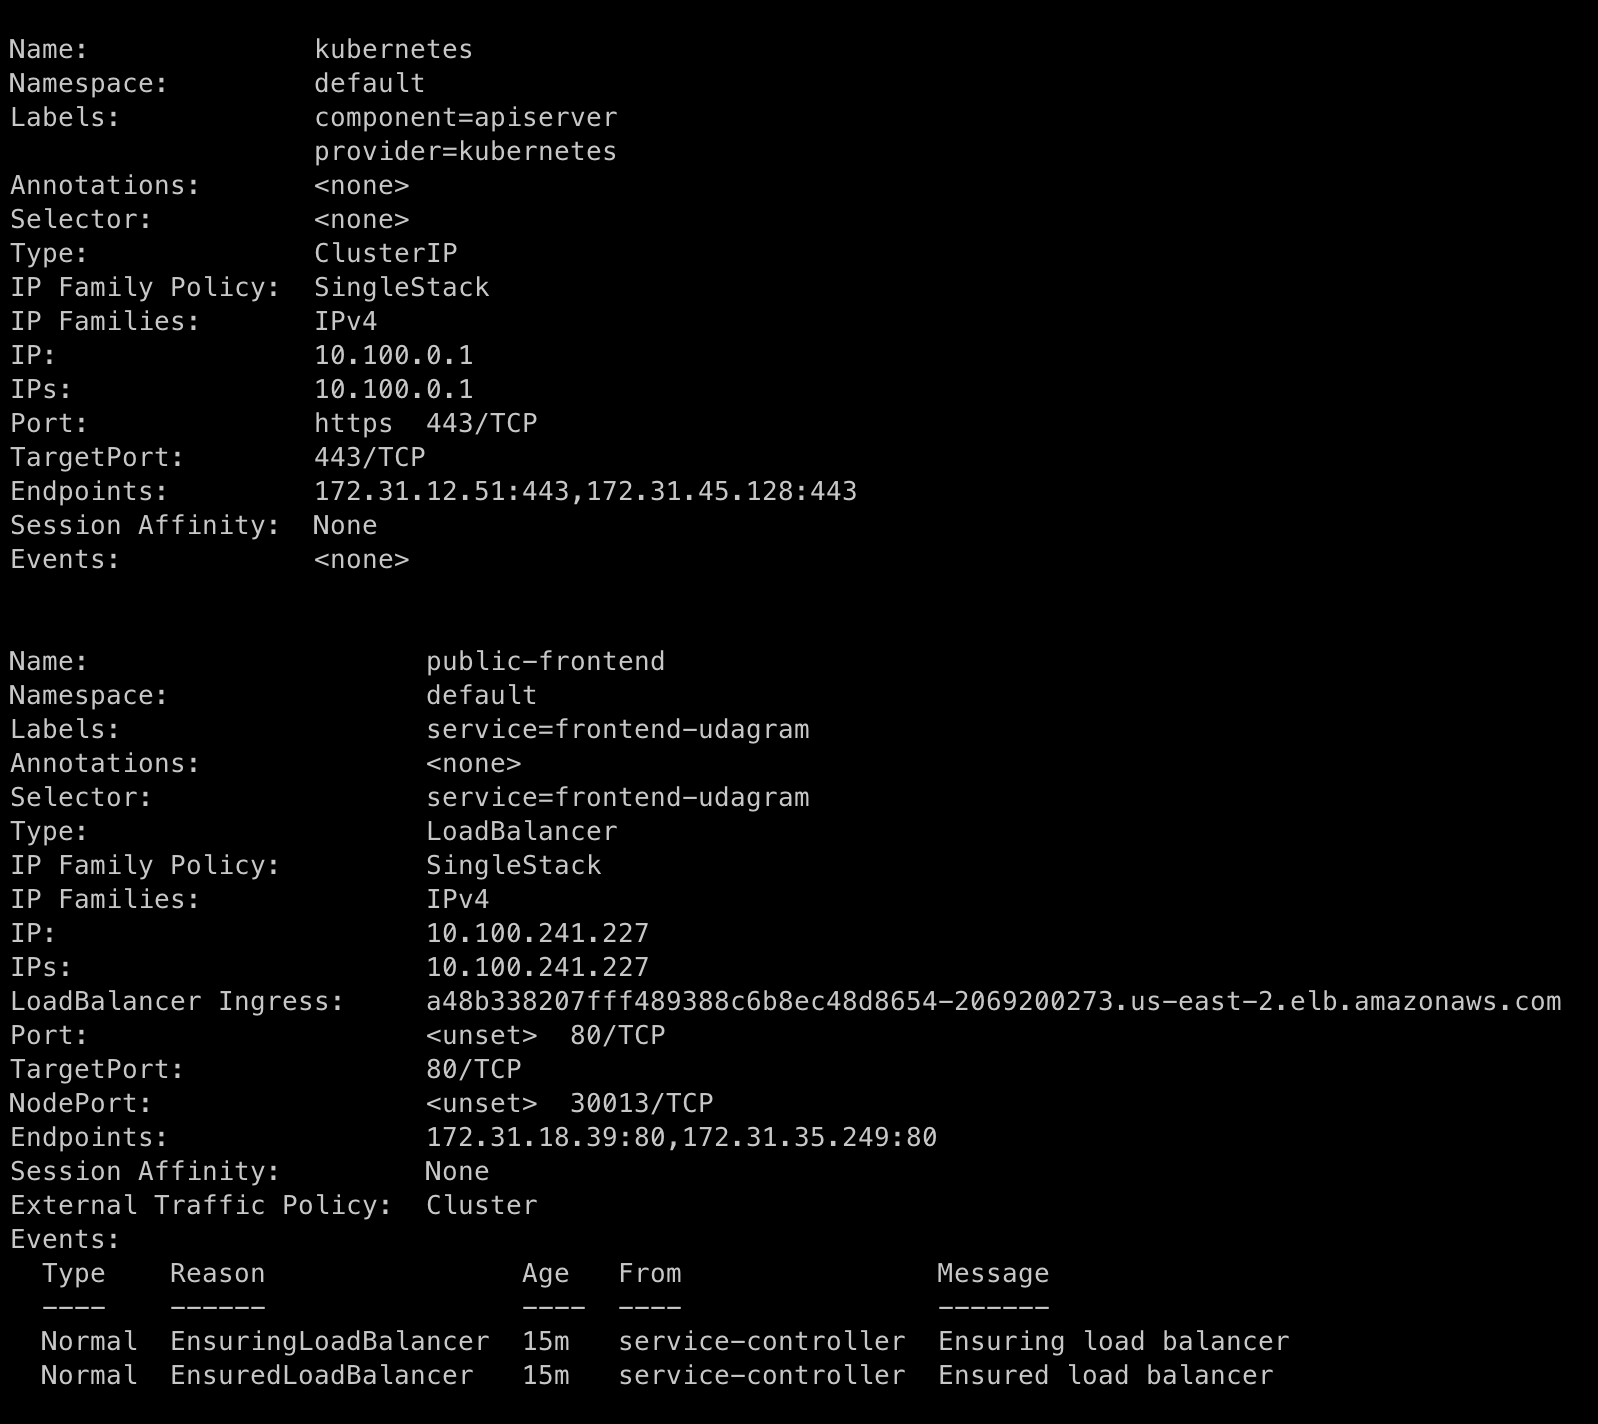 Name:              kubernetes
Namespace:         default
Labels:            component=apiserver
                   provider=kubernetes
Annotations:       <none>
Selector:          <none>
Type:              ClusterIP
IP Family Policy:  SingleStack
IP Families:       IPv4
IP:                10.100.0.1
IPs:               10.100.0.1
Port:              https  443/TCP
TargetPort:        443/TCP
Endpoints:         172.31.12.51:443,172.31.45.128:443
Session Affinity:  None
Events:            <none>


Name:                     public-frontend
Namespace:                default
Labels:                   service=frontend-udagram
Annotations:              <none>
Selector:                 service=frontend-udagram
Type:                     LoadBalancer
IP Family Policy:         SingleStack
IP Families:              IPv4
IP:                       10.100.241.227
IPs:                      10.100.241.227
LoadBalancer Ingress:     a48b338207fff489388c6b8ec48d8654-2069200273.us-east-2.elb.amazonaws.com
Port:                     <unset>  80/TCP
TargetPort:               80/TCP
NodePort:                 <unset>  30013/TCP
Endpoints:                172.31.18.39:80,172.31.35.249:80
Session Affinity:         None
External Traffic Policy:  Cluster
Events:
  Type    Reason                Age   From                Message
  ----    ------                ----  ----                -------
  Normal  EnsuringLoadBalancer  15m   service-controller  Ensuring load balancer
  Normal  EnsuredLoadBalancer   15m   service-controller  Ensured load balancer